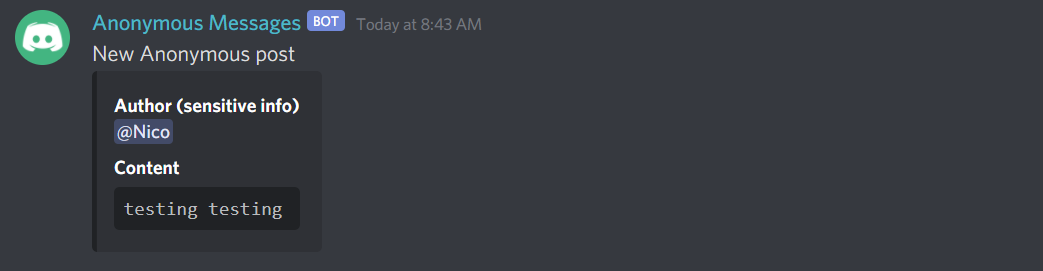 Anonymous Messages BOT Today at 8:43 AM
New Anonymous post
Author (sensitive info)
@Nico
Content
testing testing